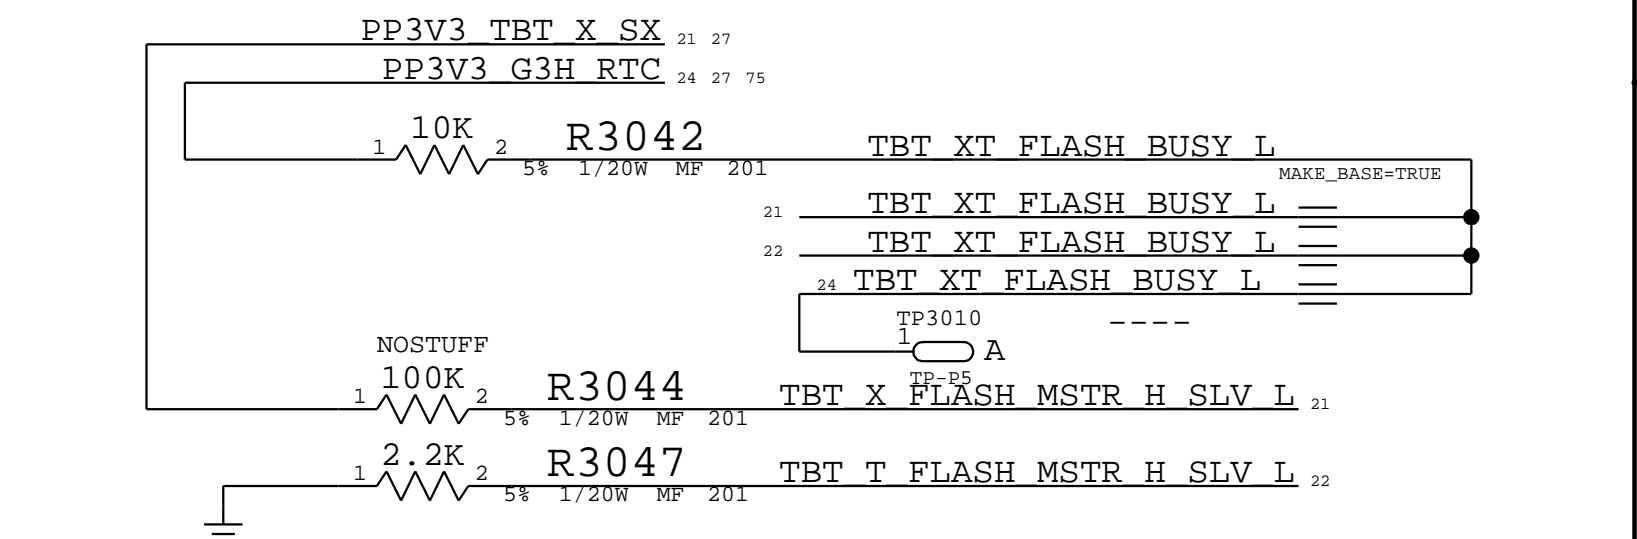 PP3V3_TBT_X_SX 21 27
PP3V3_G3H_RTC 24 27 75
1 10K 2 R3042 TBT_XT_FLASH_BUSY_L
5% 1/20W MF 201 MAKE_BASE=TRUE
21 TBT_XT_FLASH_BUSY_L
22 TBT_XT_FLASH_BUSY_L
24 TBT_XT_FLASH_BUSY_L
TP3010
1 A
TP-P5
NOSTUFF
1 100K 2 R3044 TBT_X_FLASH_MSTR_H_SLV_L 21
5% 1/20W MF 201
1 2.2K 2 R3047 TBT_T_FLASH_MSTR_H_SLV_L 22
5% 1/20W MF 201